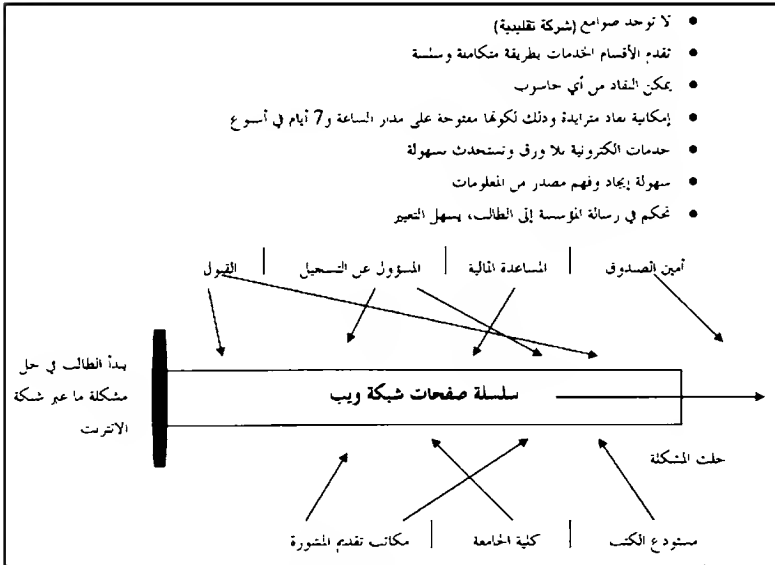 لا توجد صوامع (شركة تقليدية)
تقدم الأقسام الخدمات بطريقة متكاملة وسلسة
يمكن النفاد من أي حاسوب
إمكانية نفاد متزايدة وذلك لكونها مفتوحة على مدار الساعة و7 أيام في أسبوع
خدمات الكترونية بلا ورق وتستحدث بسهولة
سهولة إيجاد وفهم مصدر من المعلومات
تحكم في رسالة المؤسسة إلى الطالب، يسهل التغيير
القبول | المسؤول عن التسجيل | المساعدة المالية | أمين الصندوق
يبدأ الطالب في حل
مشكلة ما عبر شبكة
الانترنت
سلسلة صفحات شبكة ويب
حلت المشكلة
مكاتب تقديم المشورة | كلية الجامعة | مستودع الكتب